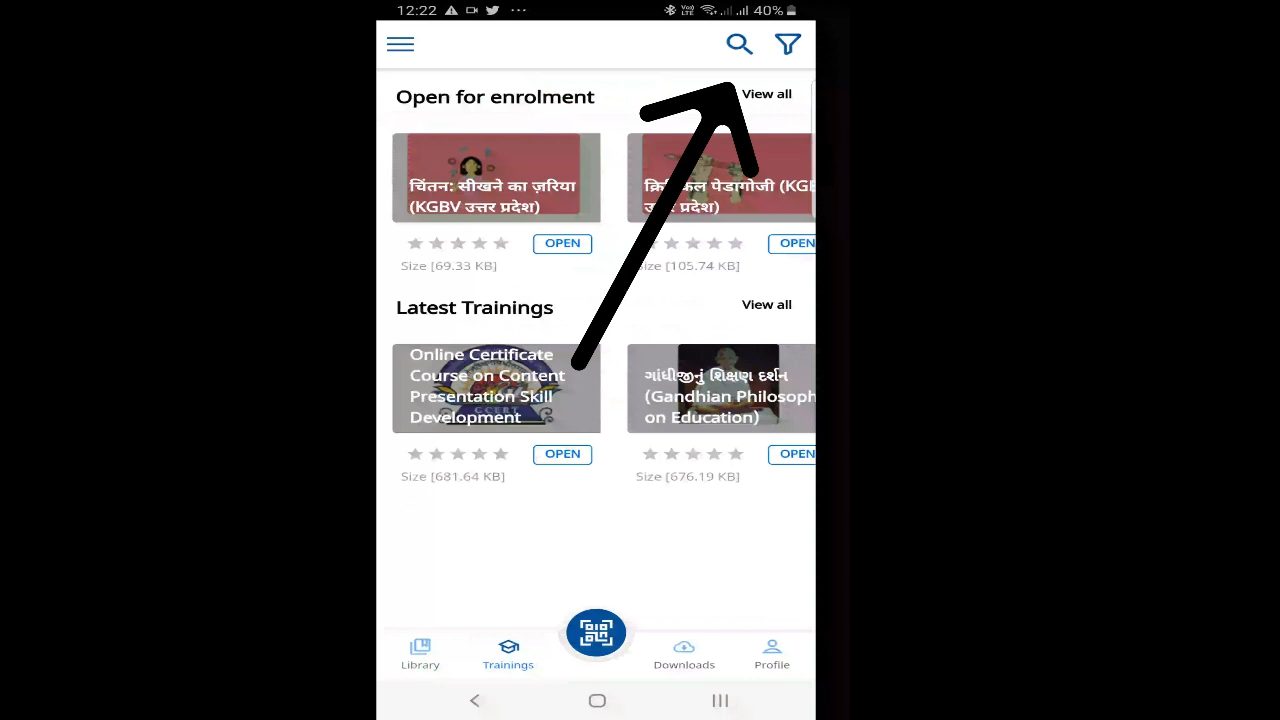 12:22
VoD LTE
40%
Open for enrolment
View all
चिंतन: सीखने का ज़रिया
(KGBV उत्तर प्रदेश)
पेडागोजी (KGB
प्रदेश)
OPEN
OPEN
Size [69.33 KB]
Size [105.74 KB]
Latest Trainings
View all
Online Certificate
Course on Content
Presentation Skill
Development
GCERT
ગાંધીજીનું શિક્ષણ દર્શન
(Gandhian Philosoph
on Education)
OPEN
OPEN
Size [681.64 KB]
Size [676.19 KB]
Library
Trainings
Downloads
Profile